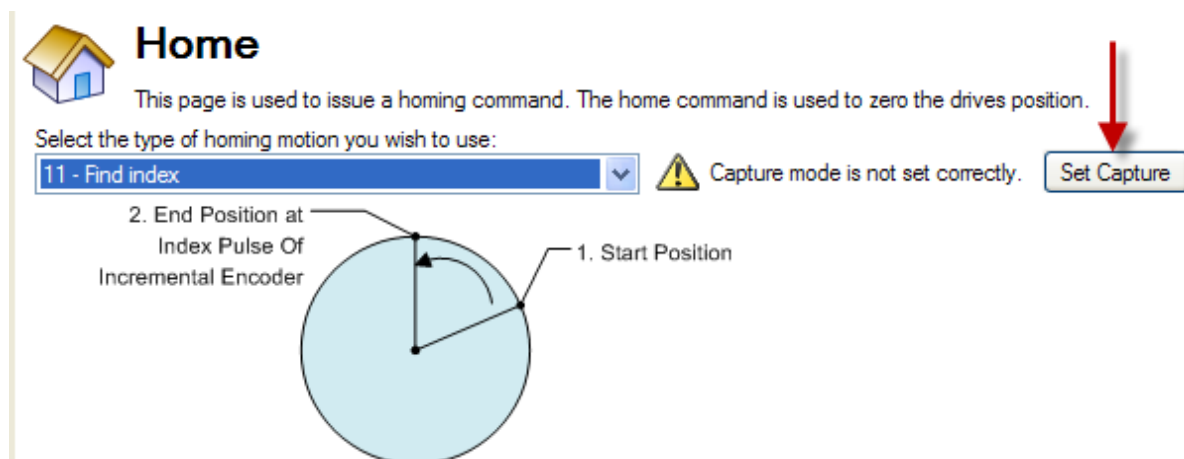 Home
This page is used to issue a homing command. The home command is used to zero the drives position.
Select the type of homing motion you wish to use:
11 - Find index
Capture mode is not set correctly.
Set Capture
2. End Position at
Index Pulse Of
Incremental Encoder
1. Start Position